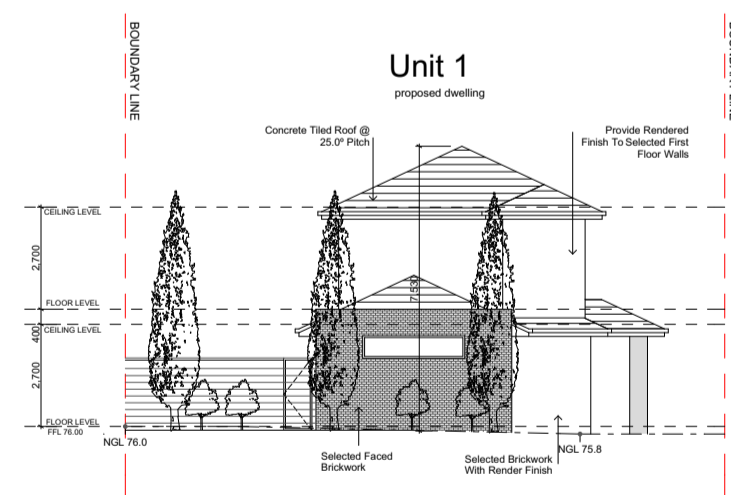 BOUNDARY LINE
BOUNDARY LINE
Unit 1
proposed dwelling
Concrete Tiled Roof @
25.0º Pitch
Provide Rendered
Finish To Selected First
Floor Walls
CEILING LEVEL
2,700
7,530
FLOOR LEVEL
400
CEILING LEVEL
2,700
FLOOR LEVEL
FFL 76.00
NGL 76.0
NGL 75.8
Selected Faced
Brickwork
Selected Brickwork
With Render Finish